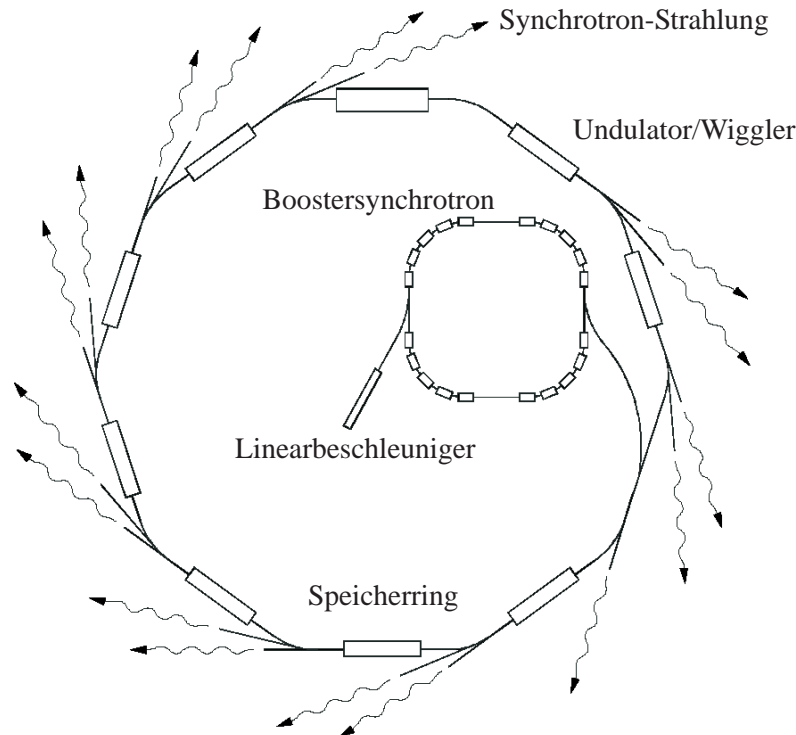 Synchrotron-Strahlung
Undulator/Wiggler
Boostersynchrotron
Linearbeschleuniger
Speicherring